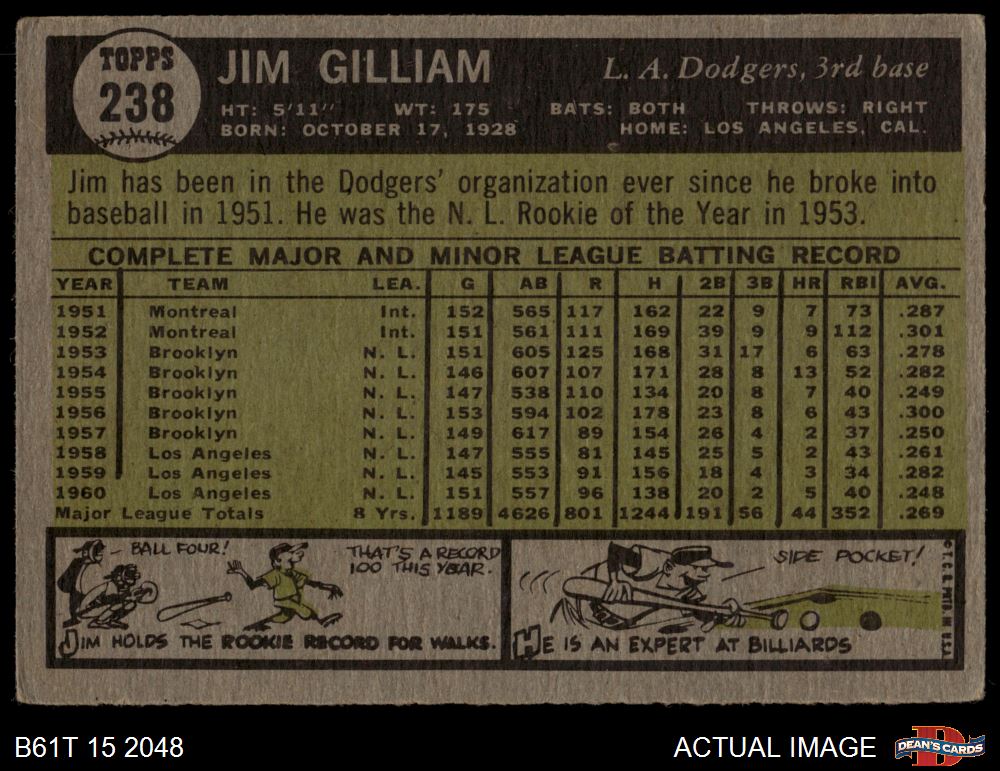 TOPPS
238
JIM GILLIAM
L. A. Dodgers, 3rd base
HT: 5'11" WT: 175 BATS: BOTH THROWS: RIGHT
BORN: OCTOBER 17, 1928 HOME: LOS ANGELES, CAL.
Jim has been in the Dodgers' organization ever since he broke into
baseball in 1951. He was the N. L. Rookie of the Year in 1953.
COMPLETE MAJOR AND MINOR LEAGUE BATTING RECORD
YEAR TEAM LEA. G AB R H 2B 3B HR RBI AVG.
1951 Montreal Int. 152 565 117 162 22 9 7 73 .287
1952 Montreal Int. 151 561 111 169 39 9 9 112 .301
1953 Brooklyn N. L. 151 605 125 168 31 17 6 63 .278
1954 Brooklyn N. L. 146 607 107 171 28 8 13 52 .282
1955 Brooklyn N. L. 147 538 110 134 20 8 7 40 .249
1956 Brooklyn N. L. 153 594 102 178 23 8 6 43 .300
1957 Brooklyn N. L. 149 617 89 154 26 4 2 37 .250
1958 Los Angeles N. L. 147 555 81 145 25 5 2 43 .261
1959 Los Angeles N. L. 145 553 91 156 18 4 3 34 .282
1960 Los Angeles N. L. 151 557 96 138 20 2 5 40 .248
Major League Totals 8 Yrs. 1189 4626 801 1244 191 56 44 352 .269
BALL FOUR!
THAT'S A RECORD
100 THIS YEAR.
JIM HOLDS THE ROOKIE RECORD FOR WALKS.
SIDE POCKET!
HE IS AN EXPERT AT BILLIARDS
© T. C. G. PRTD. IN U.S.A.
B61T 15 2048
ACTUAL IMAGE
D
DEAN'S CARDS